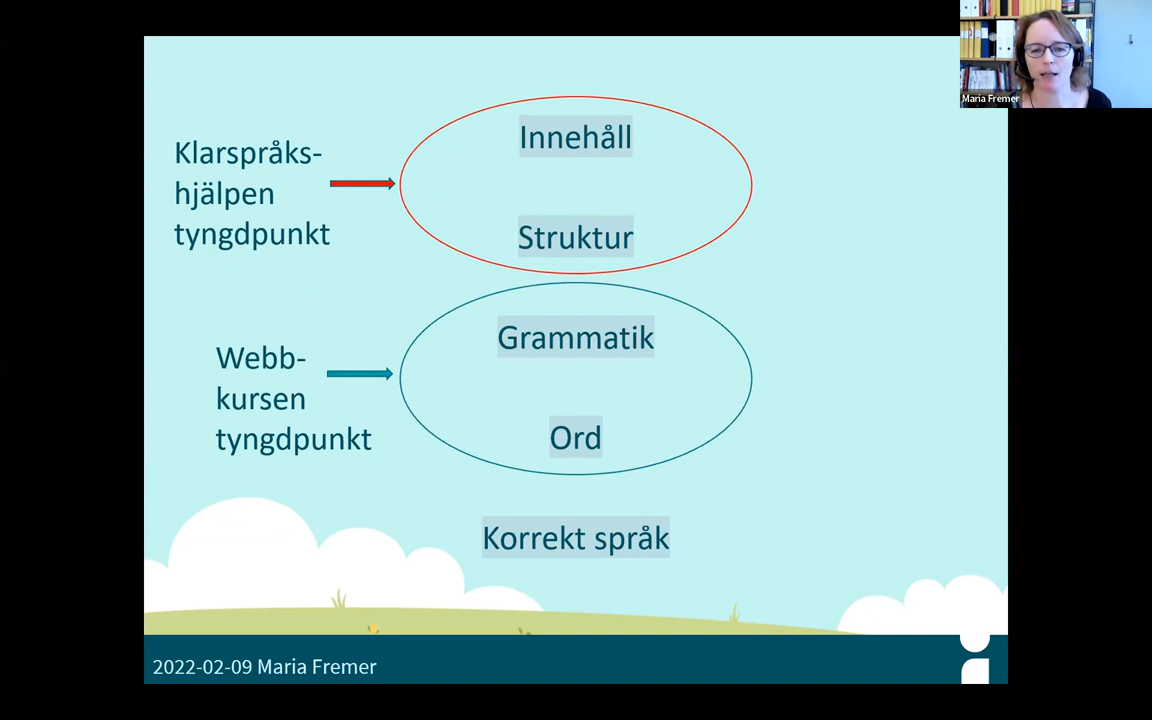 Maria Fremer
Innehåll
Klarspråks-
hjälpen
tyngdpunkt
Struktur
Grammatik
Webb-
kursen
tyngdpunkt
Ord
Korrekt språk
2022-02-09 Maria Fremer